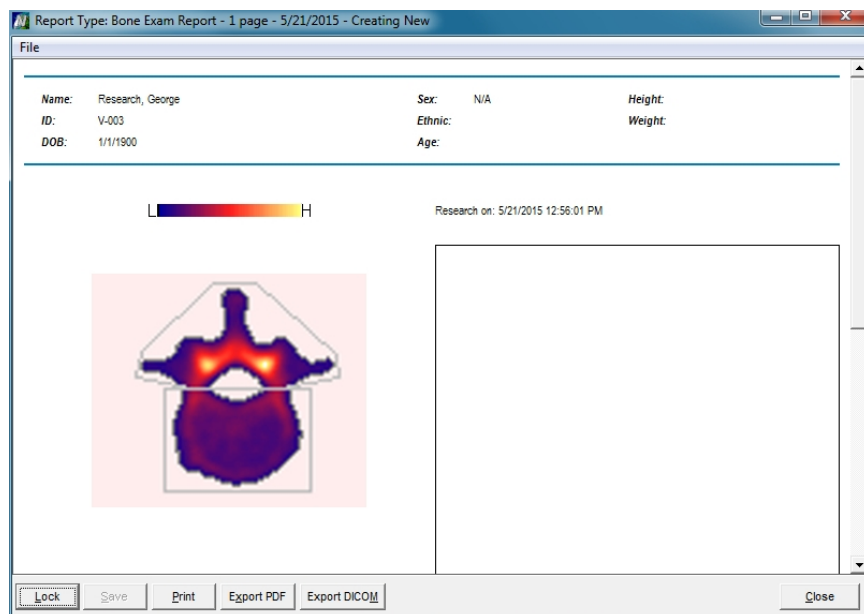 Report Type: Bone Exam Report - 1 page - 5/21/2015 - Creating New
File
Name: Research, George Sex: N/A Height:
ID: V-003 Ethnic: Weight:
DOB: 1/1/1900 Age:
L H Research on: 5/21/2015 12:56:01 PM
Lock Save Print Export PDF Export DICOM Close